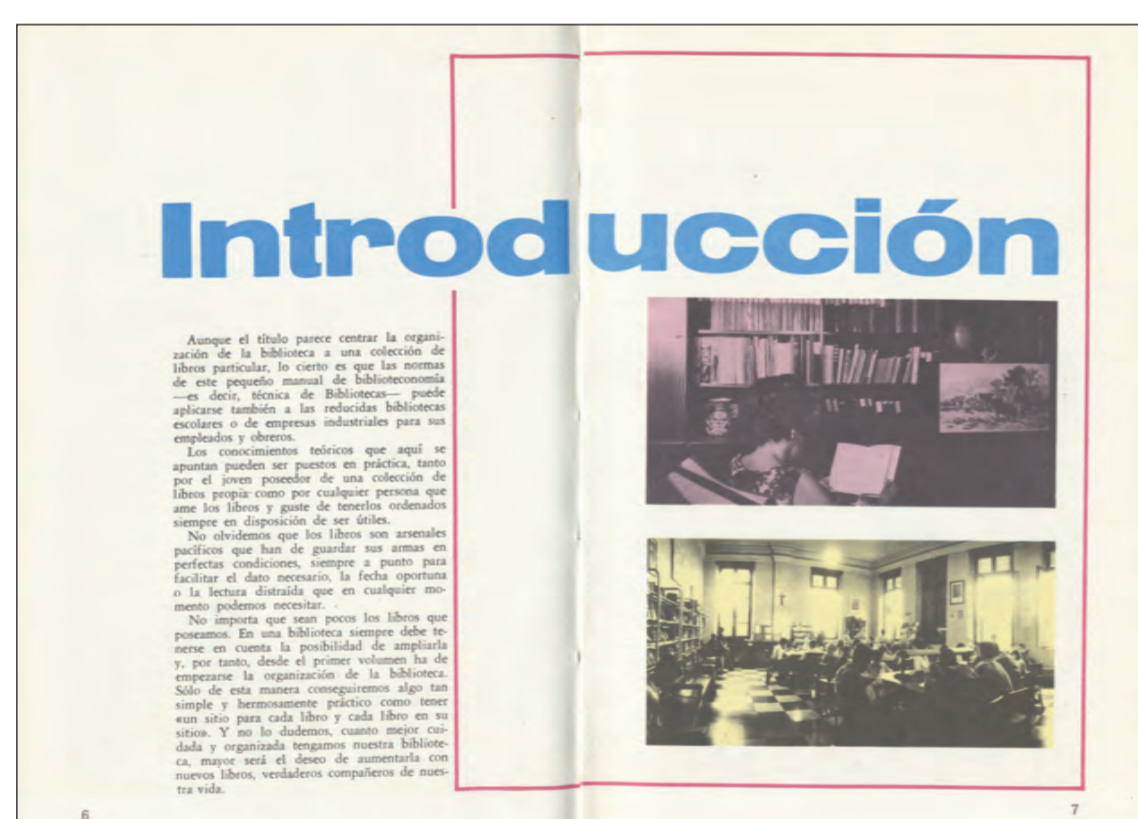 Introducción
Aunque el título parece centrar la organi-
zación de la biblioteca a una colección de
libros particular, lo cierto es que las normas
de este pequeño manual de biblioteconomía
—es decir, técnica de Bibliotecas— puede
aplicarse también a las reducidas bibliotecas
escolares o de empresas industriales para sus
empleados y obreros.
Los conocimientos teóricos que aquí se
apuntan pueden ser puestos en práctica, tanto
por el joven poseedor de una colección de
libros propia como por cualquier persona que
ame los libros y guste de tenerlos ordenados
siempre en disposición de ser útiles.
No olvidemos que los libros son arsenales
pacíficos que han de guardar sus armas en
perfectas condiciones, siempre a punto para
facilitar el dato necesario, la fecha oportuna
o la lectura distraída que en cualquier mo-
mento podemos necesitar.
No importa que sean pocos los libros que
poseamos. En una biblioteca siempre debe te-
nerse en cuenta la posibilidad de ampliarla
y, por tanto, desde el primer volumen ha de
empezarse la organización de la biblioteca.
Sólo de esta manera conseguiremos algo tan
simple y hermosamente práctico como tener
«un sitio para cada libro y cada libro en su
sitio». Y no lo dudemos, cuanto mejor cui-
dada y organizada tengamos nuestra bibliote-
ca, mayor será el deseo de aumentarla con
nuevos libros, verdaderos compañeros de nues-
tra vida.
6
7